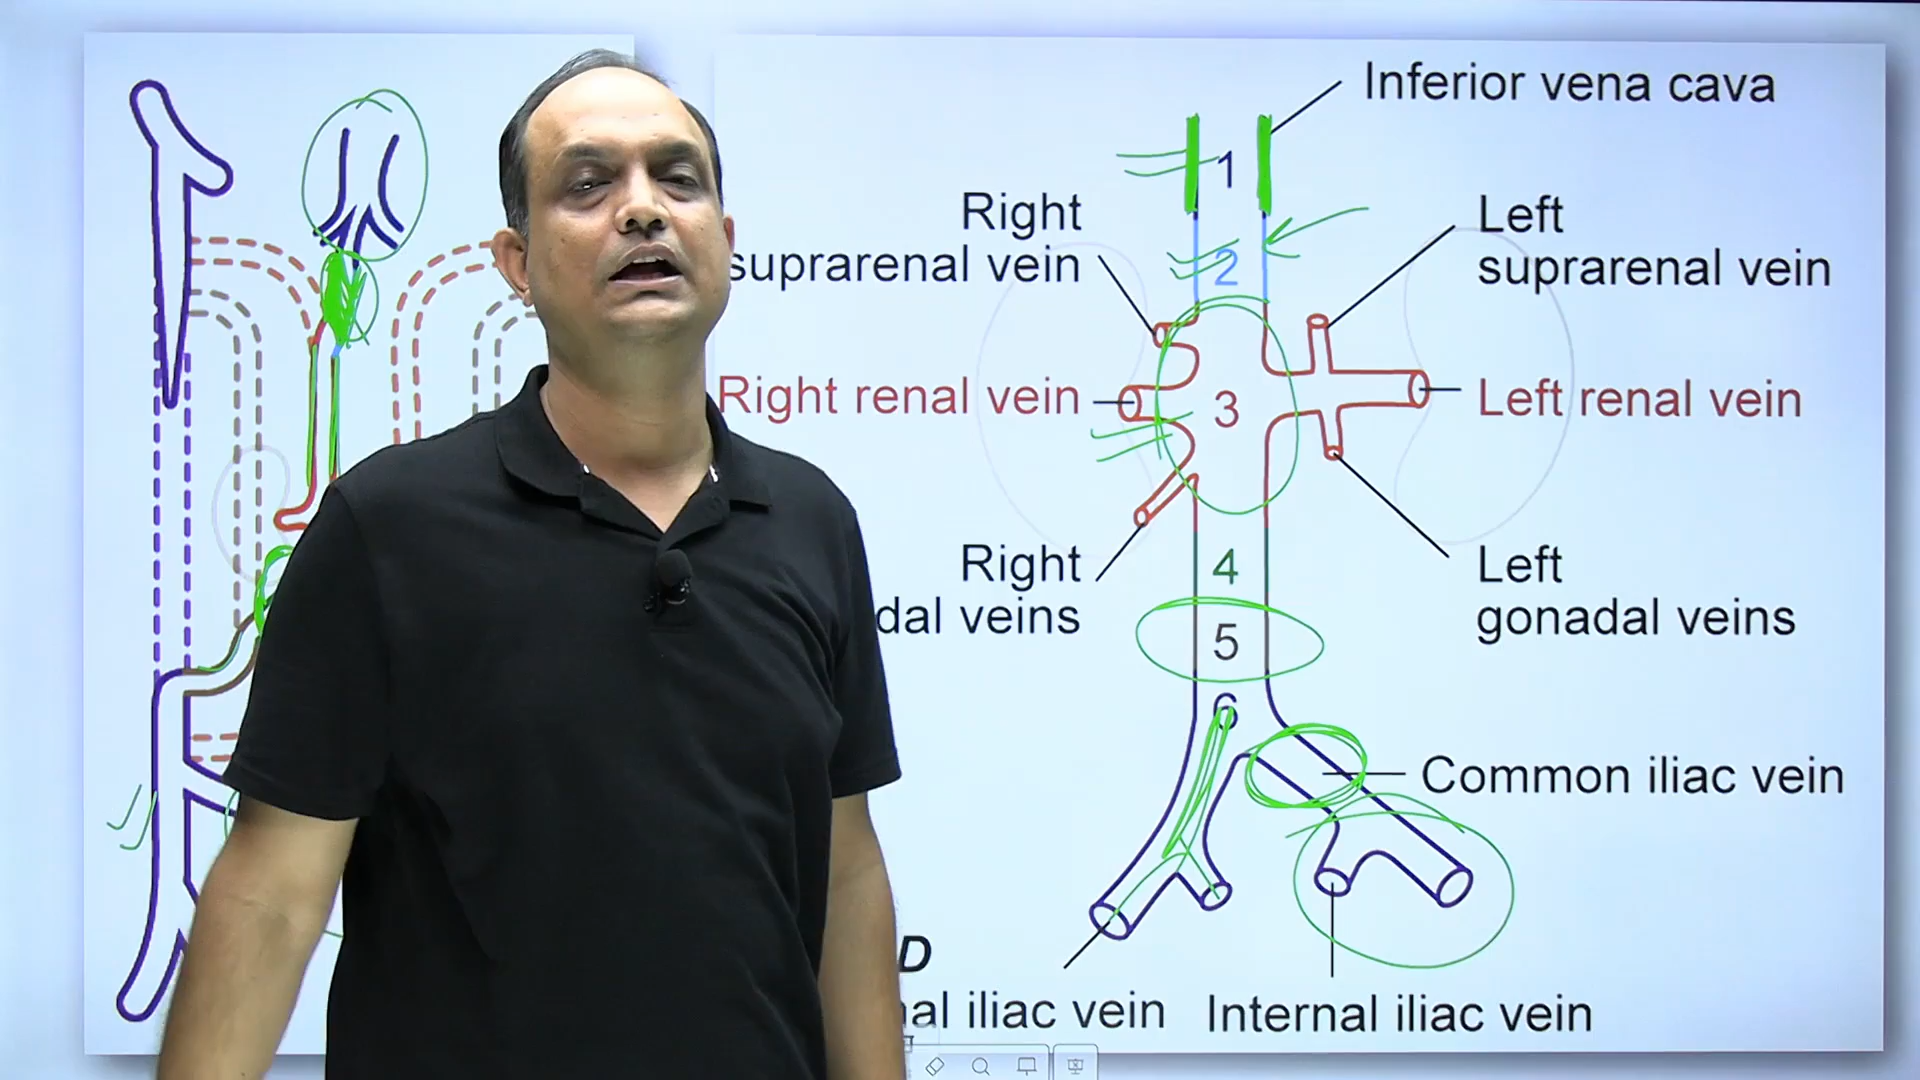 Inferior vena cava
1
Right
suprarenal vein
2
Left
suprarenal vein
Right renal vein
3
Left renal vein
Right
dal veins
4
5
Left
gonadal veins
6
Common iliac vein
D
nal iliac vein
Internal iliac vein